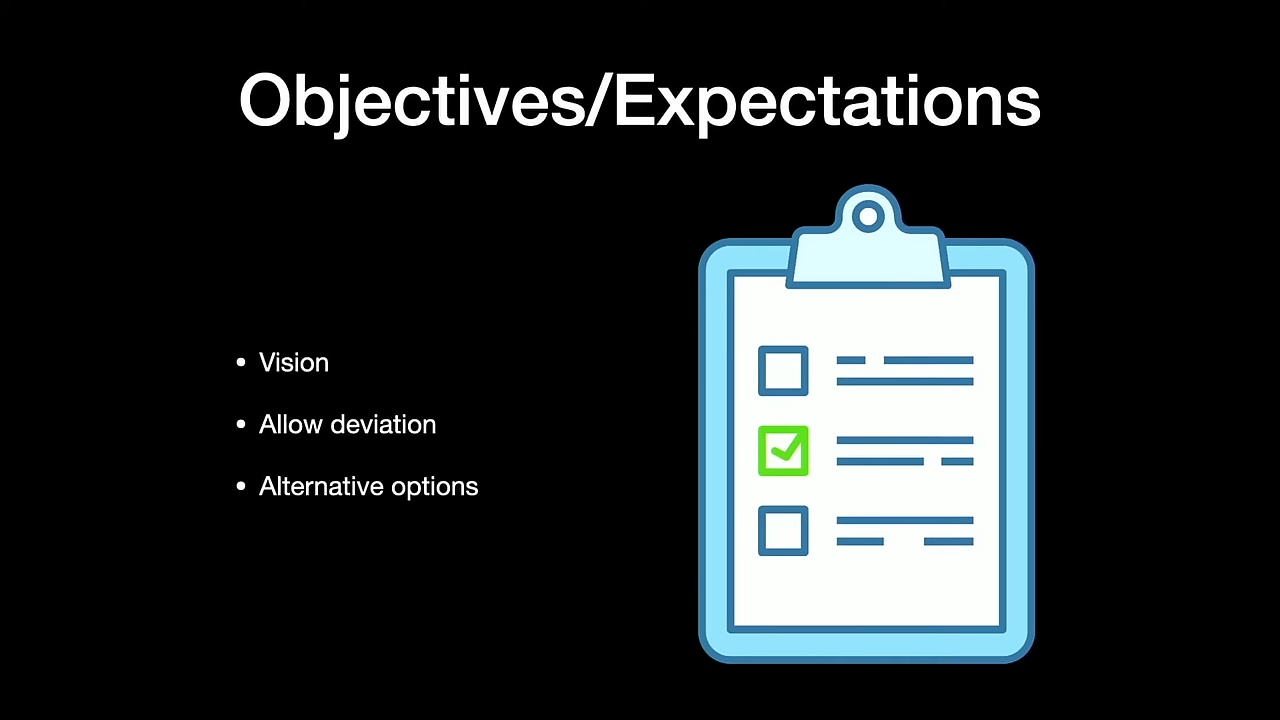 Objectives/Expectations
• Vision
• Allow deviation
• Alternative options